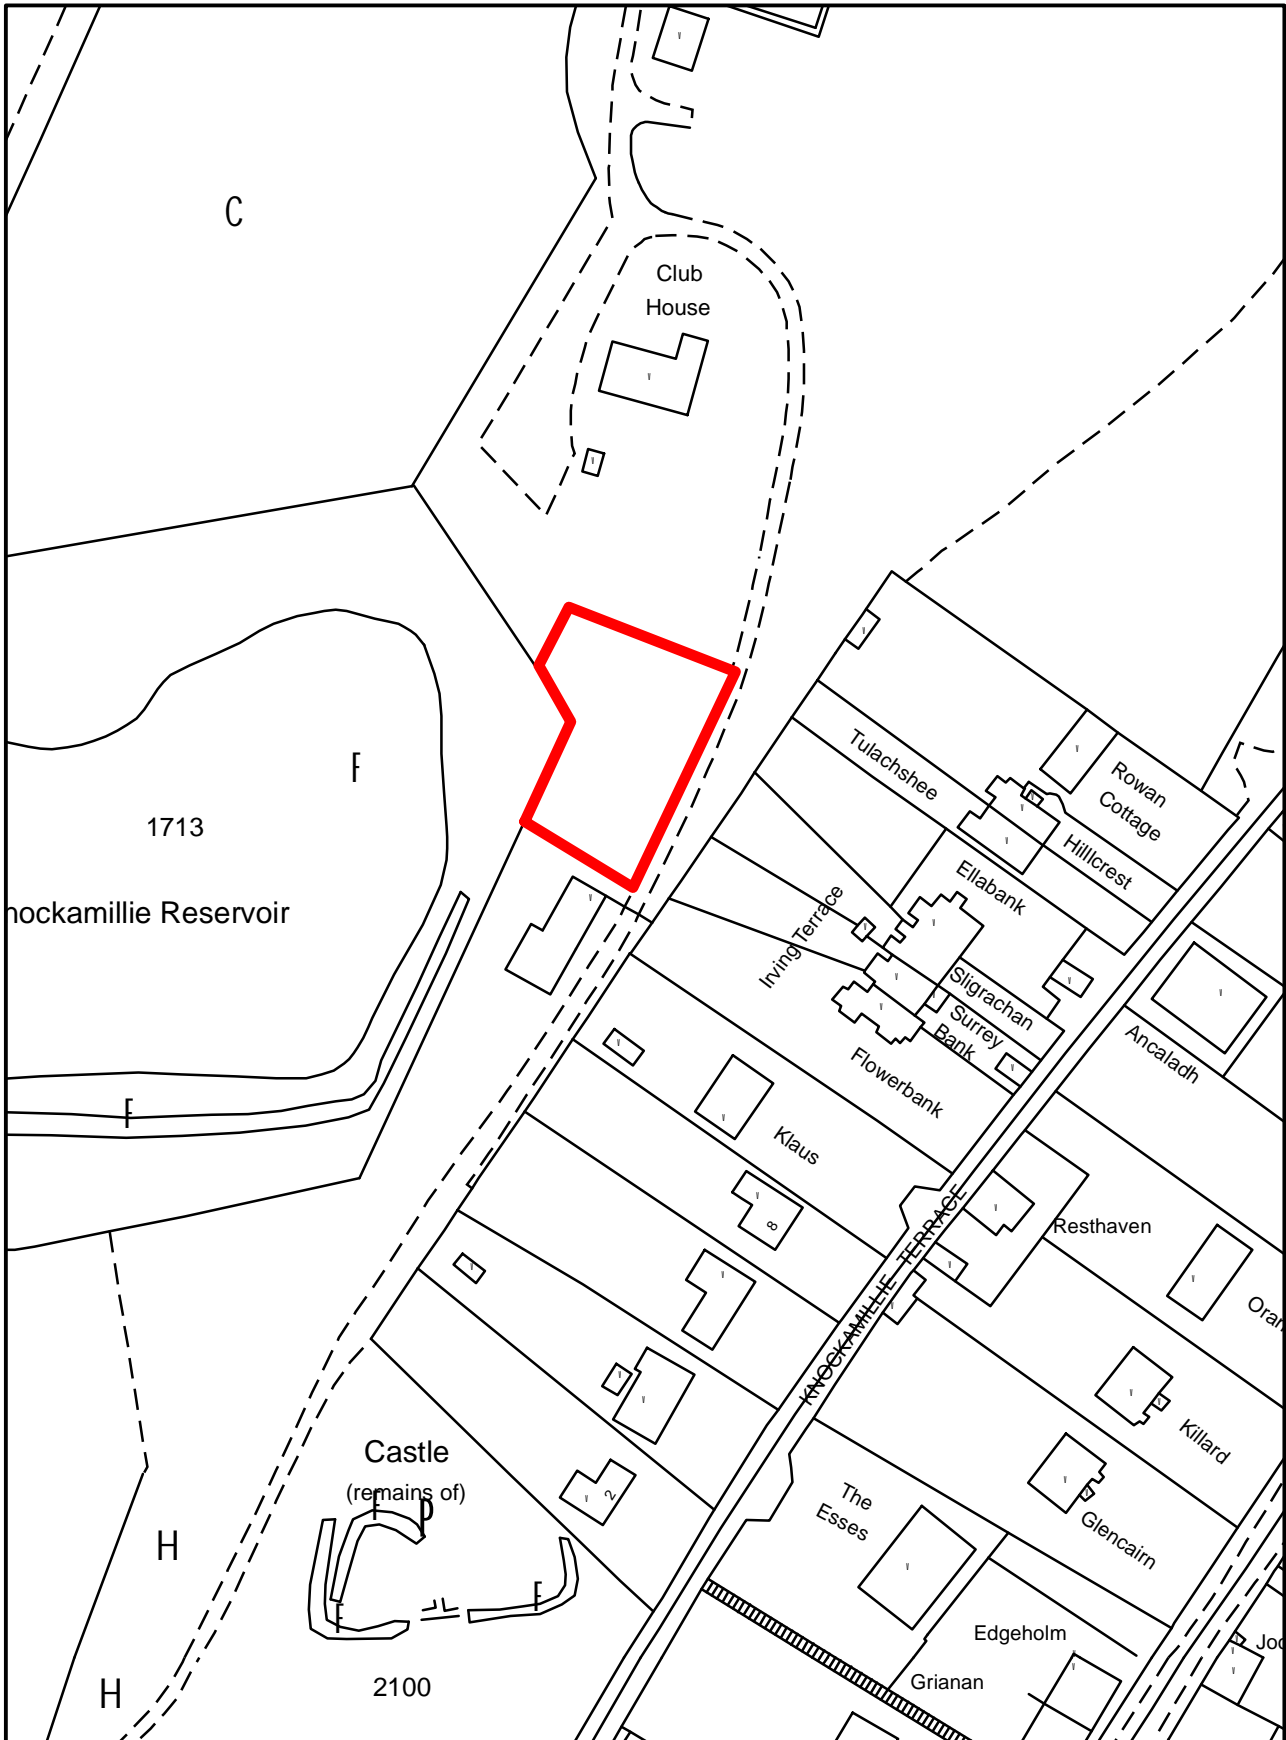 C
Club
House
Tulachshee
Rowan
Cottage
Hilllcrest
F
1713
Ellabank
nockamillie Reservoir
Irving Terrace
Sligrachan
Surrey
Bank
Ancaladh
Flowerbank
F
Klaus
8
KNOCKAMILLIE TERRACE
Resthaven
Oran
Killard
Castle
(remains of)
F
p
2
The
Esses
Glencairn
H
F
F
Edgeholm
Joc
Grianan
2100
H